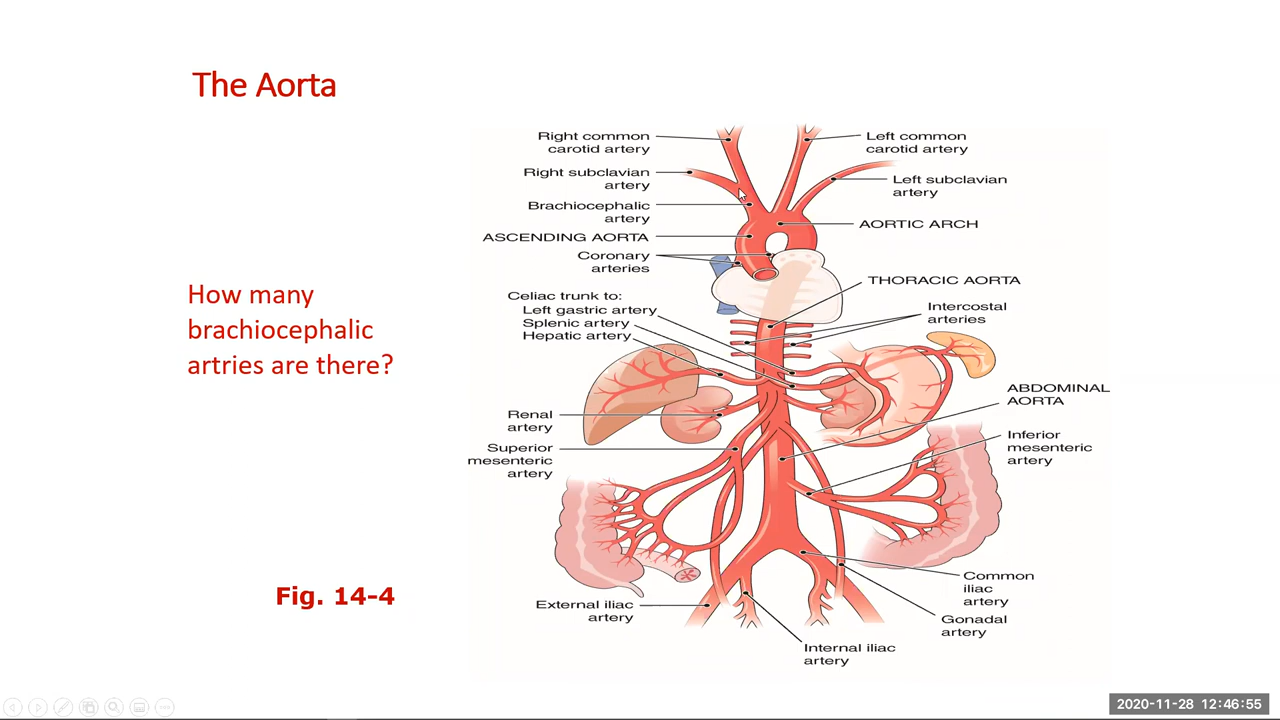 The Aorta
How many
brachiocephalic
artries are there?
Fig. 14-4
Right common
carotid artery
Right subclavian
artery
Brachiocephalic
artery
ASCENDING AORTA
Coronary
arteries
Celiac trunk to:
Left gastric artery
Splenic artery
Hepatic artery
Renal
artery
Superior
mesenteric
artery
External iliac
artery
Left common
carotid artery
Left subclavian
artery
AORTIC ARCH
THORACIC AORTA
Intercostal
arteries
ABDOMINAL
AORTA
Inferior
mesenteric
artery
Common
iliac
artery
Gonadal
artery
Internal iliac
artery
2020-11-28 12:46:55